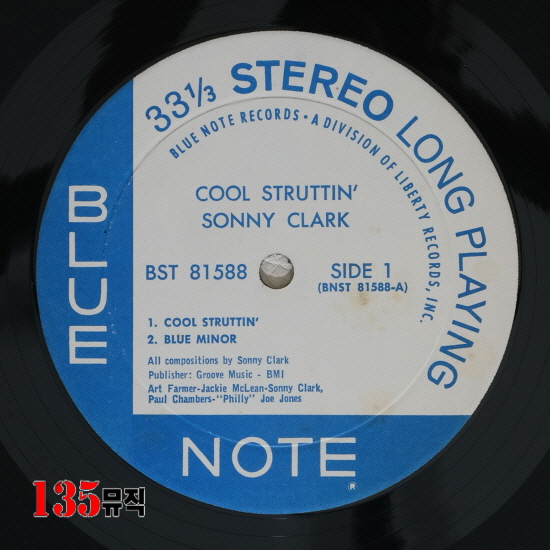 33 1/3 STEREO LONG PLAYING
BLUE NOTE RECORDS • A DIVISION OF LIBERTY RECORDS, INC.
COOL STRUTTIN'
SONNY CLARK
BST 81588
SIDE 1
(BNST 81588-A)
1. COOL STRUTTIN'
2. BLUE MINOR
All compositions by Sonny Clark
Publisher: Groove Music - BMI
Art Farmer-Jackie McLean-Sonny Clark,
Paul Chambers-"Philly" Joe Jones
BLUE
NOTE ®
135뮤직